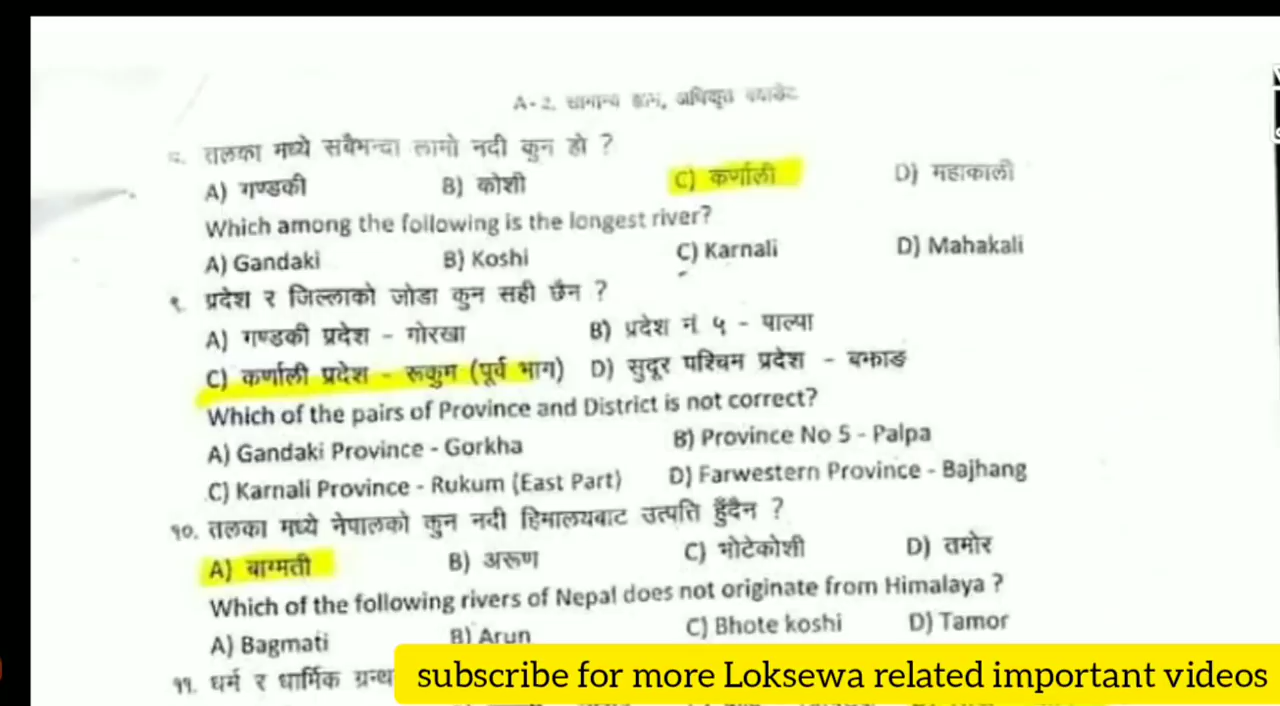 A-2, सामान्य ज्ञान, अधिकृत क्याडेट
८. तलका मध्ये सबैभन्दा लामो नदी कुन हो ?
A) गण्डकी B) कोशी C) कर्णाली D) महाकाली
Which among the following is the longest river?
A) Gandaki B) Koshi C) Karnali D) Mahakali
९. प्रदेश र जिल्लाको जोडा कुन सही छैन ?
A) गण्डकी प्रदेश - गोरखा B) प्रदेश नं ५ - पाल्पा
C) कर्णाली प्रदेश - रूकुम (पूर्व भाग) D) सुदूर पश्चिम प्रदेश - बझाङ
Which of the pairs of Province and District is not correct?
A) Gandaki Province - Gorkha B) Province No 5 - Palpa
C) Karnali Province - Rukum (East Part) D) Farwestern Province - Bajhang
१०. तलका मध्ये नेपालको कुन नदी हिमालयबाट उत्पति हुँदैन ?
A) बाग्मती B) अरूण C) भोटेकोशी D) तमोर
Which of the following rivers of Nepal does not originate from Himalaya ?
A) Bagmati B) Arun C) Bhote koshi D) Tamor
११. धर्म र धार्मिक ग्रन्थ
subscribe for more Loksewa related important videos